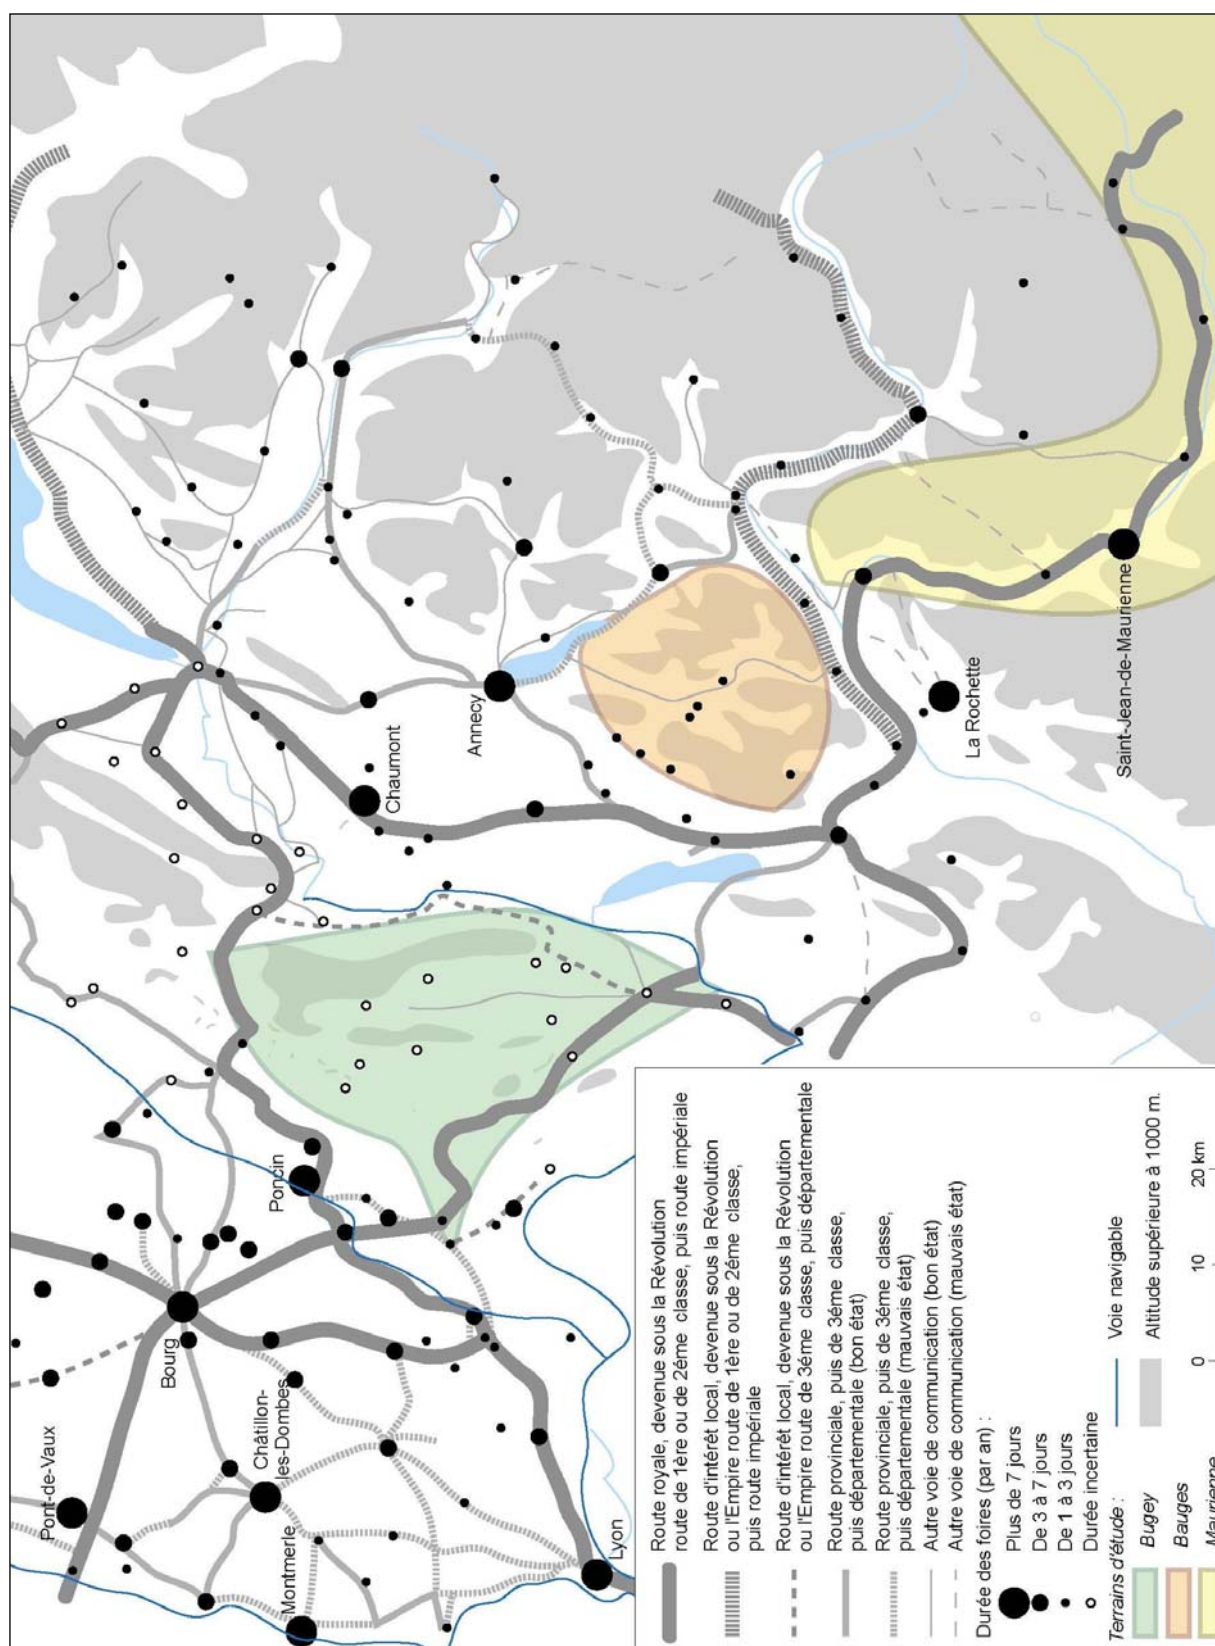 Pont-de-Vaux
Bourg
Châtillon-
les-Dombes
Montmerle
Lyon
Poncin
Chaumont
Annecy
La Rochette
Saint-Jean-de-Maurienne
Route royale, devenue sous la Révolution
route de 1ère ou de 2ème classe, puis route impériale
Route d'intérêt local, devenue sous la Révolution
ou l'Empire route de 1ère ou de 2ème classe,
puis route impériale
Route d'intérêt local, devenue sous la Révolution
ou l'Empire route de 3éme classe, puis départementale
Route provinciale, puis de 3éme classe,
puis départementale (bon état)
Route provinciale, puis de 3éme classe,
puis départementale (mauvais état)
Autre voie de communication (bon état)
Autre voie de communication (mauvais état)
Durée des foires (par an) :
Plus de 7 jours
De 3 à 7 jours
De 1 à 3 jours
Durée incertaine
Terrains d'étude :
Bugey
Bauges
Maurienne
Voie navigable
Altitude supérieure à 1000 m.
0 10 20 km